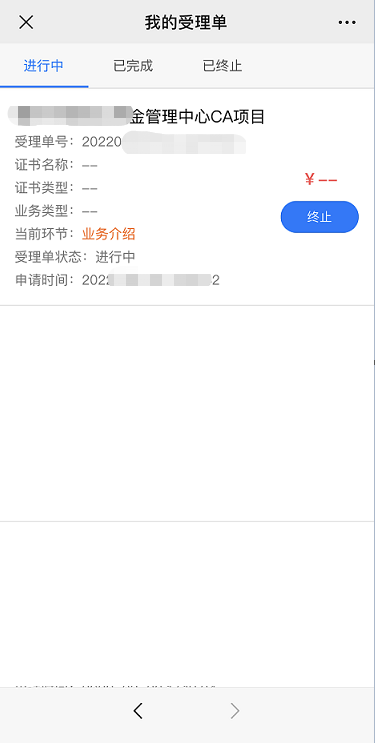 我的受理单
进行中 已完成 已终止
金管理中心CA项目
受理单号：20220
证书名称：--
¥ --
证书类型：--
业务类型：--
终止
当前环节：业务介绍
受理单状态：进行中
申请时间：2022 2